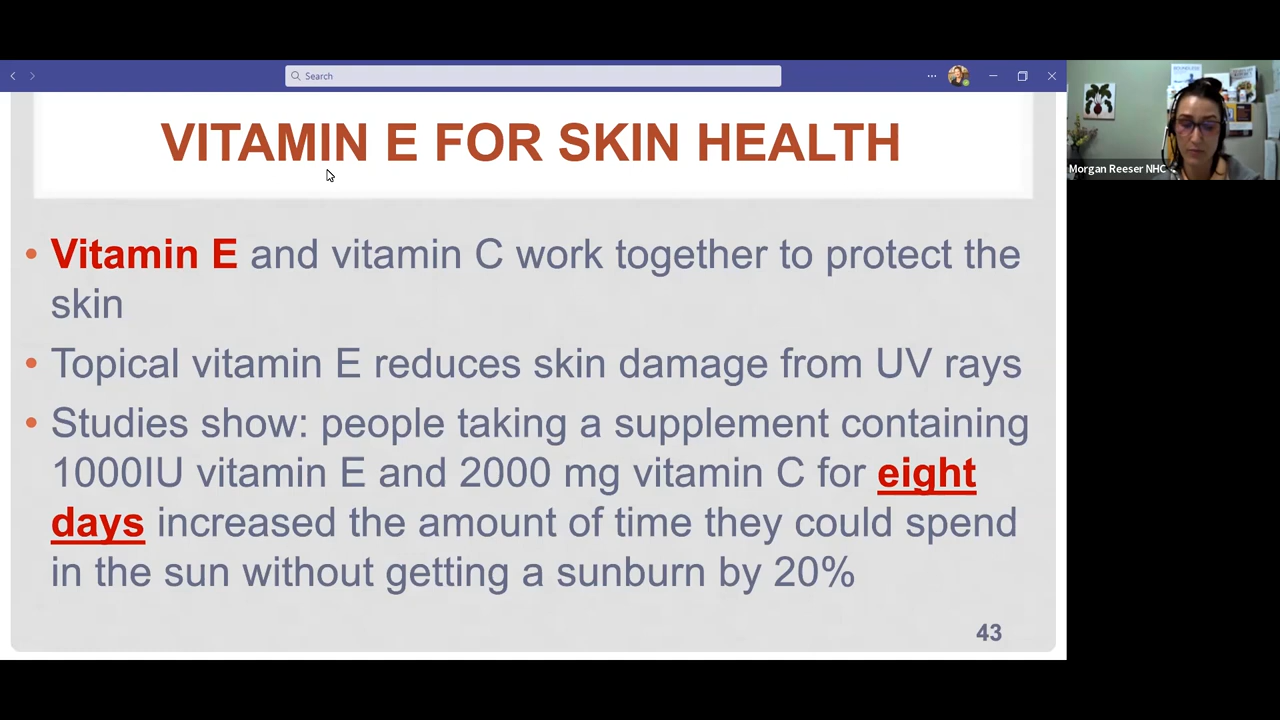 Search
VITAMIN E FOR SKIN HEALTH
• Vitamin E and vitamin C work together to protect the
skin
• Topical vitamin E reduces skin damage from UV rays
• Studies show: people taking a supplement containing
1000IU vitamin E and 2000 mg vitamin C for eight
days increased the amount of time they could spend
in the sun without getting a sunburn by 20%
43
Morgan Reeser NHC